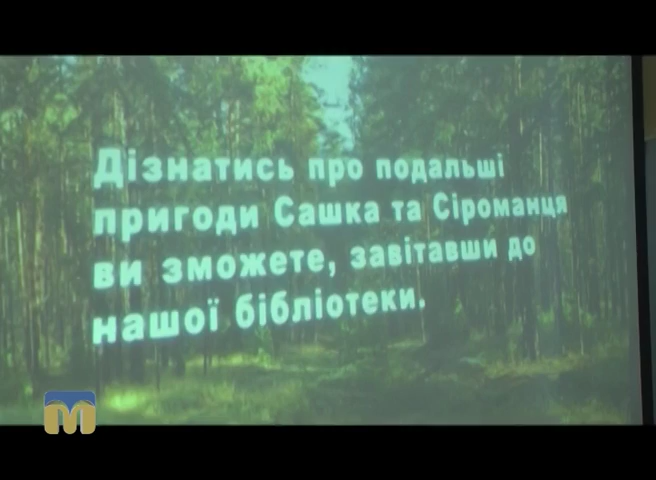 Дізнатись про подальші
пригоди Сашка та Сіроманця
ви зможете, завітавши до
нашої бібліотеки.